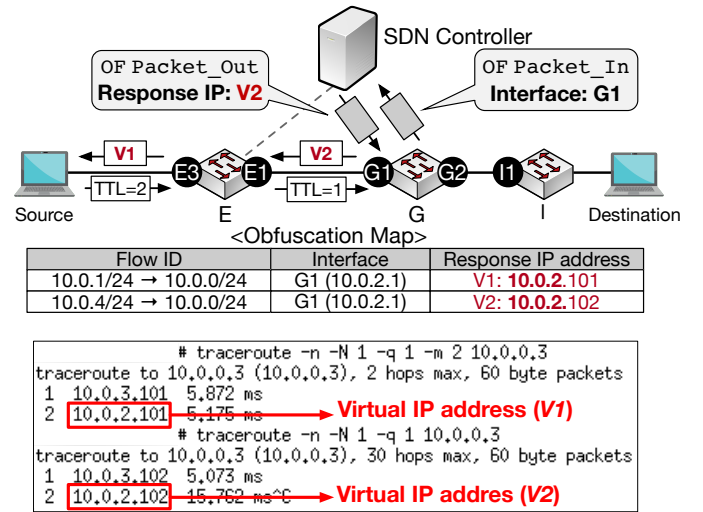 SDN Controller
OF Packet_Out
Response IP: V2
OF Packet_In
Interface: G1
V1
V2
E3
E1
G1
G2
I1
TTL=2
TTL=1
Source
E
G
I
Destination
<Obfuscation Map>
Flow ID Interface Response IP address
10.0.1/24 → 10.0.0/24 G1 (10.0.2.1) V1: 10.0.2.101
10.0.4/24 → 10.0.0/24 G1 (10.0.2.1) V2: 10.0.2.102
# traceroute -n -N 1 -q 1 -m 2 10.0.0.3
traceroute to 10.0.0.3 (10.0.0.3), 2 hops max, 60 byte packets
1 10.0.3.101 5.872 ms
2 10.0.2.101 5.175 ms Virtual IP address (V1)
# traceroute -n -N 1 -q 1 10.0.0.3
traceroute to 10.0.0.3 (10.0.0.3), 30 hops max, 60 byte packets
1 10.0.3.102 5.073 ms
2 10.0.2.102 15.762 ms^C Virtual IP addres (V2)